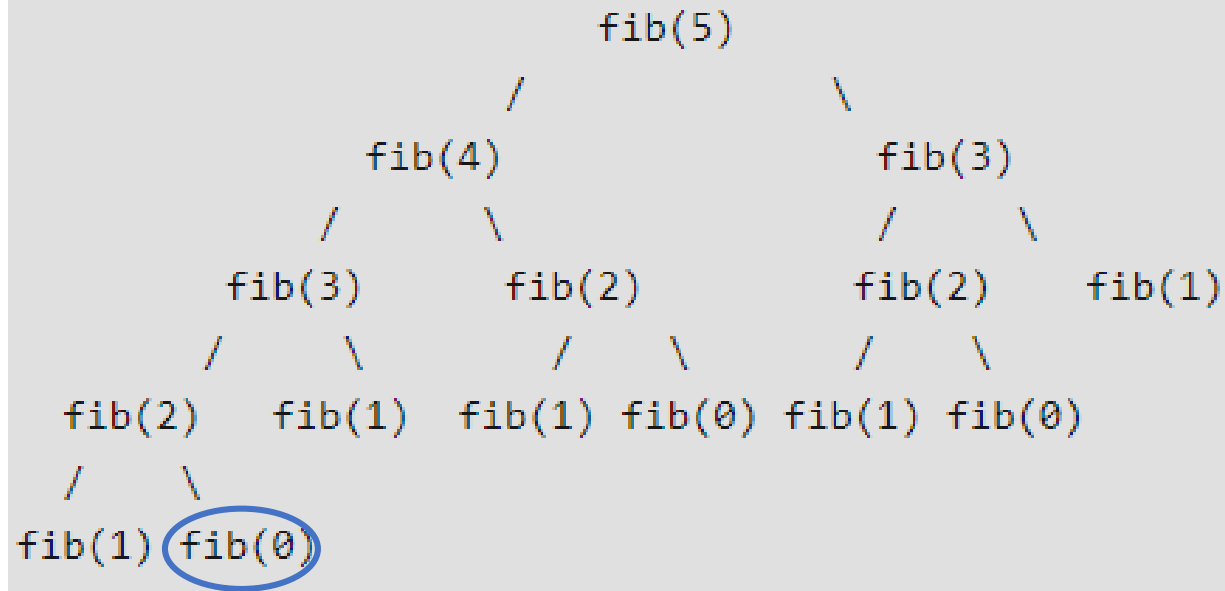 fib(5)
/ \
fib(4) fib(3)
/ \ / \
fib(3) fib(2) fib(2) fib(1)
/ \ / \ / \
fib(2) fib(1) fib(1) fib(0) fib(1) fib(0)
/ \
fib(1) fib(0)